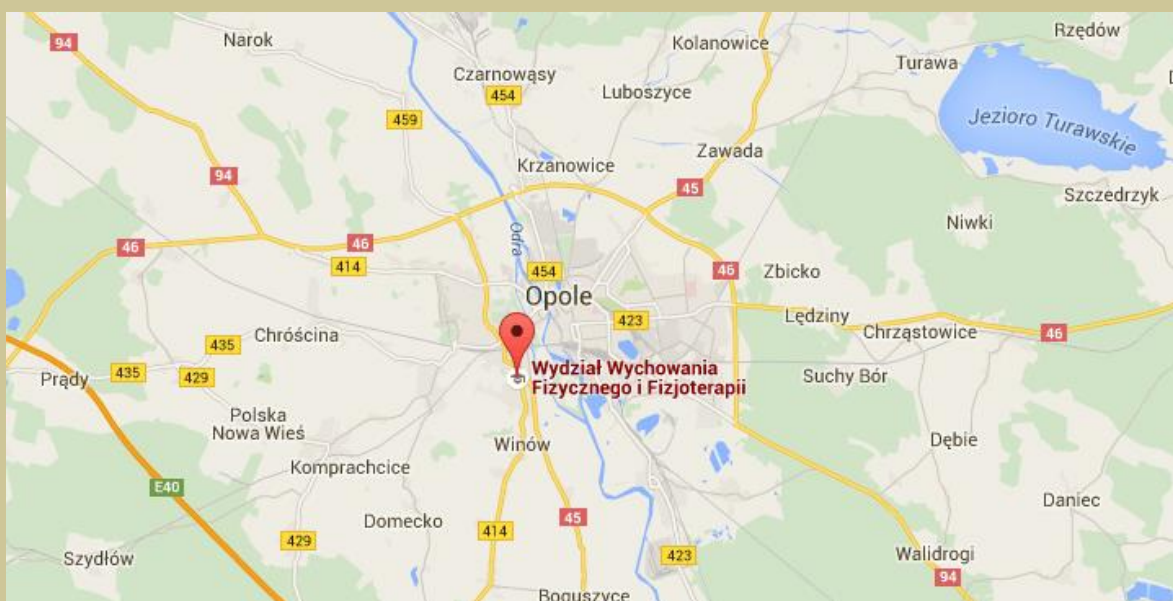 94
Narok
Kolanowice
Rzędów
Turawa
Czarnowąsy
454
Luboszyce
459
Jezioro Turawskie
Zawada
Krzanowice
94
45
Szczedrzyk
Niwki
Odra
46
46
414
454
46
Zbicko
Opole
423
Lędziny
Chrząstowice
46
Chróścina
435
Prądy
435
429
Wydział Wychowania
Fizycznego i Fizjoterapii
Suchy Bór
Polska
Nowa Wieś
Winów
Dębie
Komprachcice
E40
Daniec
Domecko
414
45
429
423
Szydłów
Walidrogi
94
Boguszyce